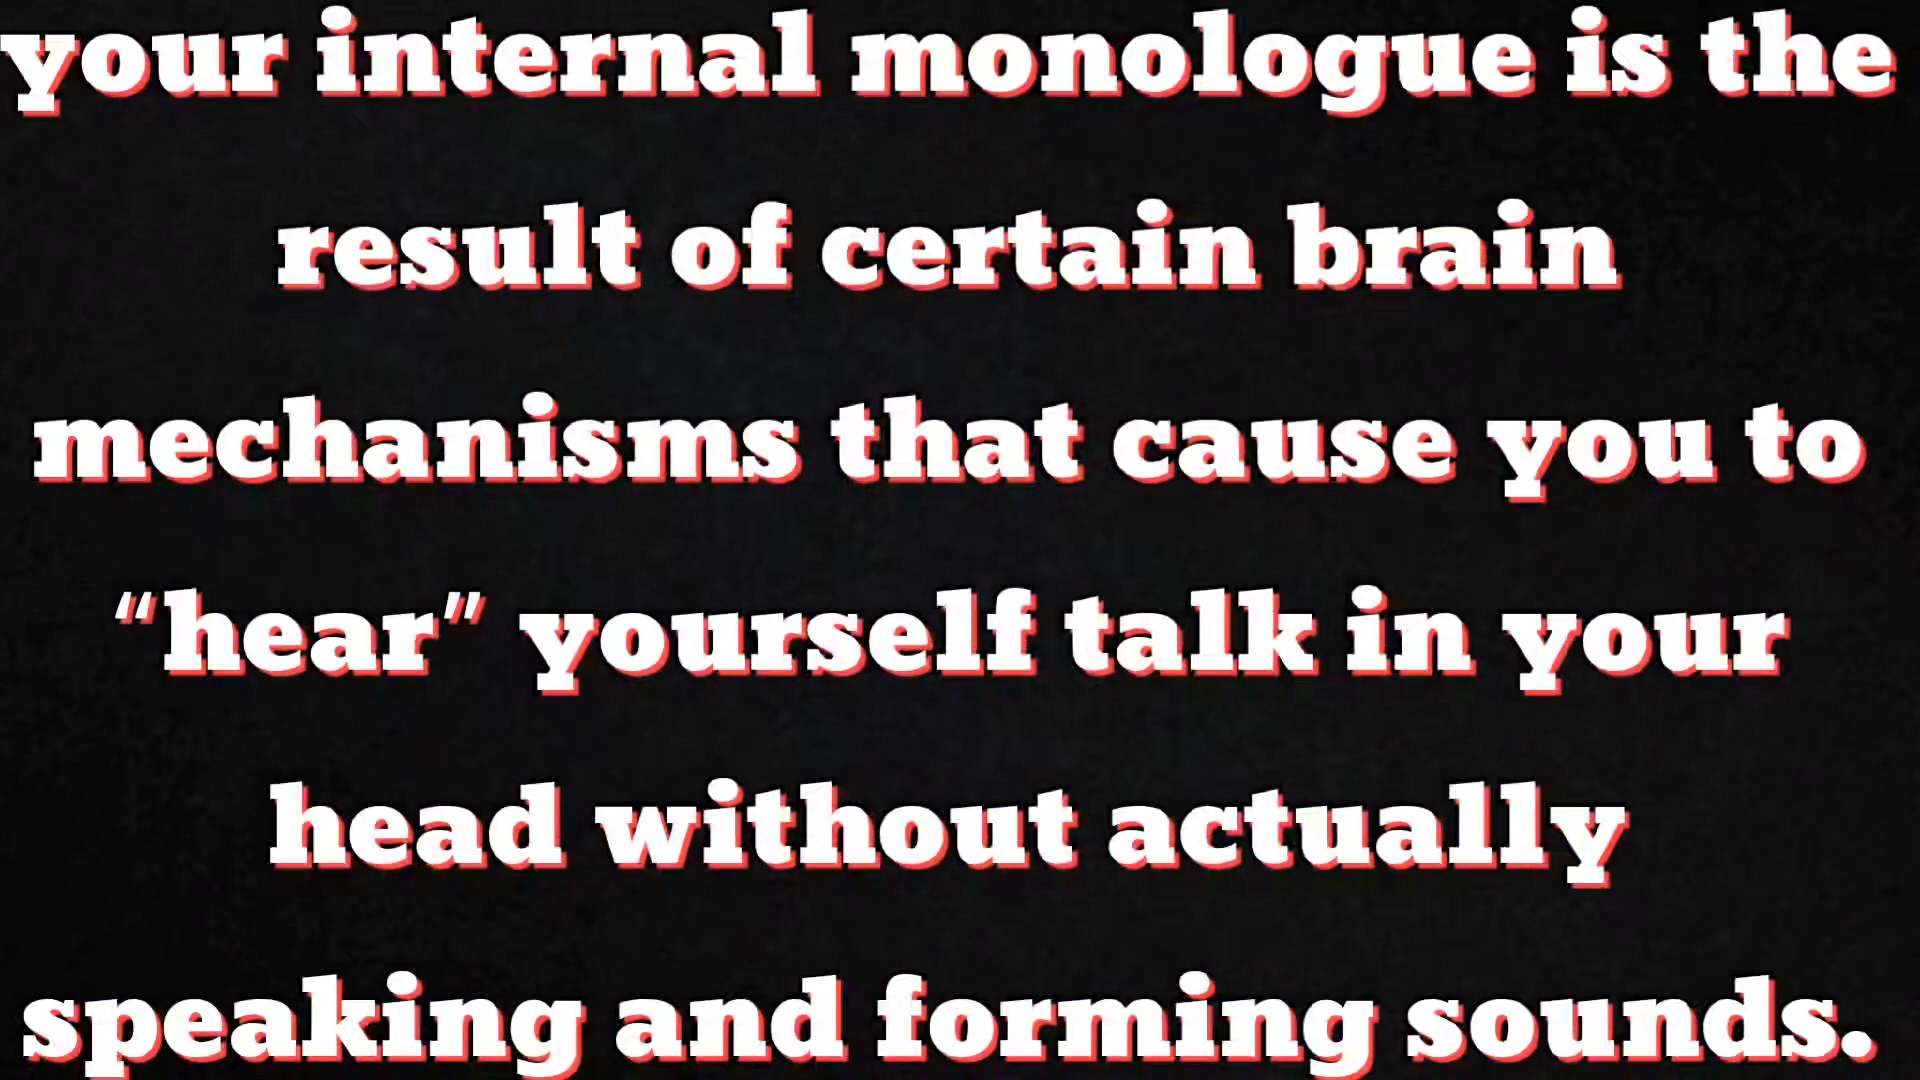 your internal monologue is the
result of certain brain
mechanisms that cause you to
“hear” yourself talk in your
head without actually
speaking and forming sounds.